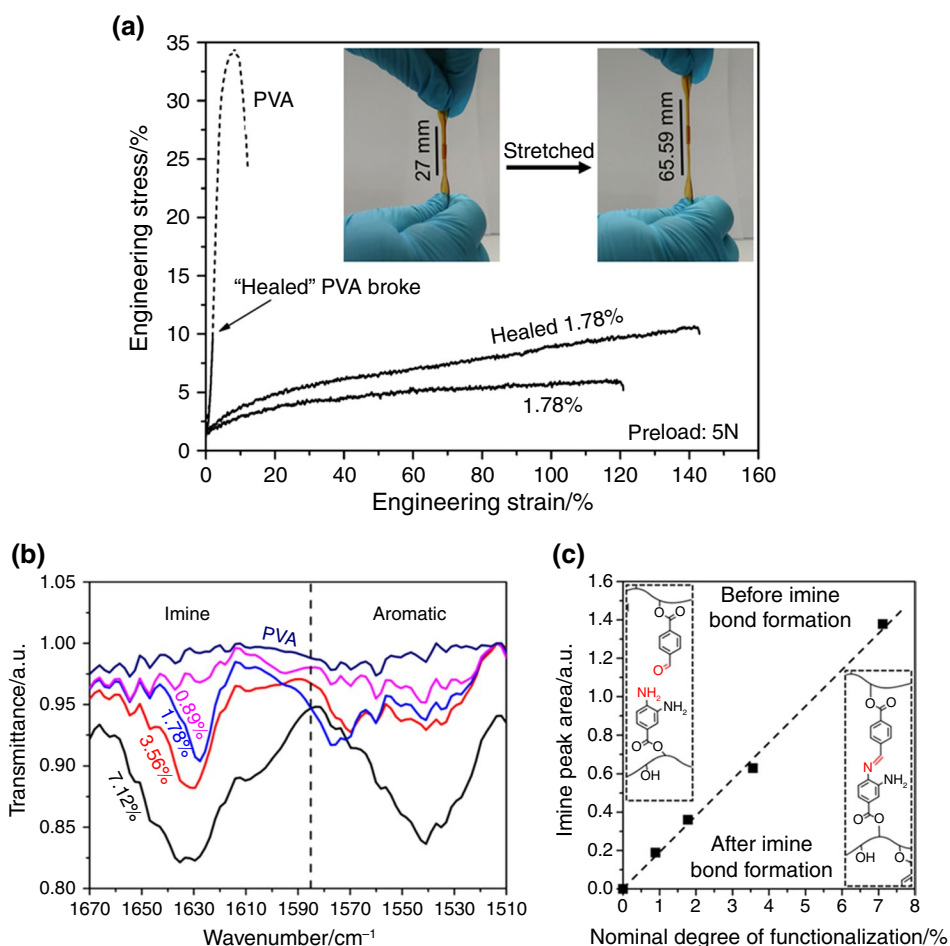 (a)
35
30
25
20
15
10
5
0
Engineering stress/%
PVA
27 mm
Stretched
65.59 mm
“Healed” PVA broke
Healed 1.78%
1.78%
Preload: 5N
0 20 40 60 80 100 120 140 160
Engineering strain/%
(b)
1.05
1.00
0.95
0.90
0.85
0.80
Transmittance/a.u.
Imine
Aromatic
PVA
0.89%
1.78%
3.56%
7.12%
1670 1650 1630 1610 1590 1570 1550 1530 1510
Wavenumber/cm⁻¹
(c)
1.6
1.4
1.2
1.0
0.8
0.6
0.4
0.2
0.0
Imine peak area/a.u.
Before imine
bond formation
O O
O
NH₂
NH₂
O O
OH
After imine
bond formation
O O
N
NH₂
O O
OH O
0 1 2 3 4 5 6 7 8
Nominal degree of functionalization/%